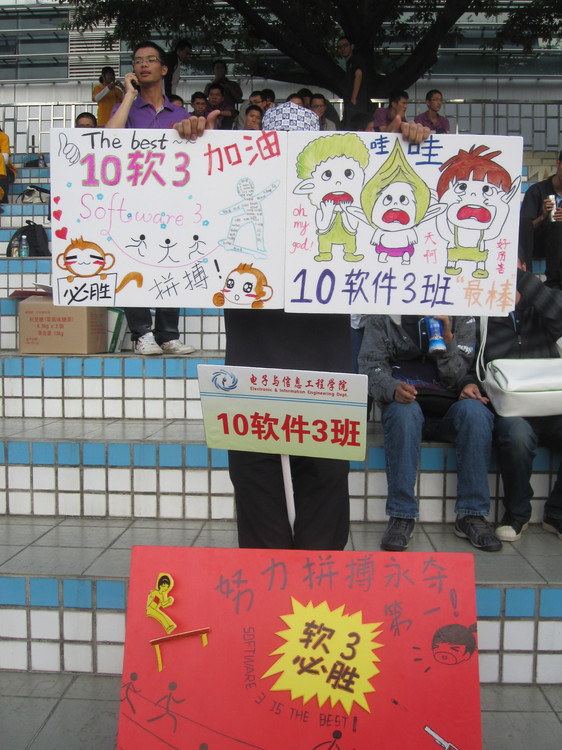 The best~
10软3
加油
Software 3
拼搏!
必胜
哇 哇
oh my god!
天啊
好厉害
10软件3班"最棒
电子与信息工程学院
Electronic & Information Engineering Dept.
10软件3班
努力拼搏永夺
第一!
软3
必胜
SOFTWARE
3 IS THE BEST!